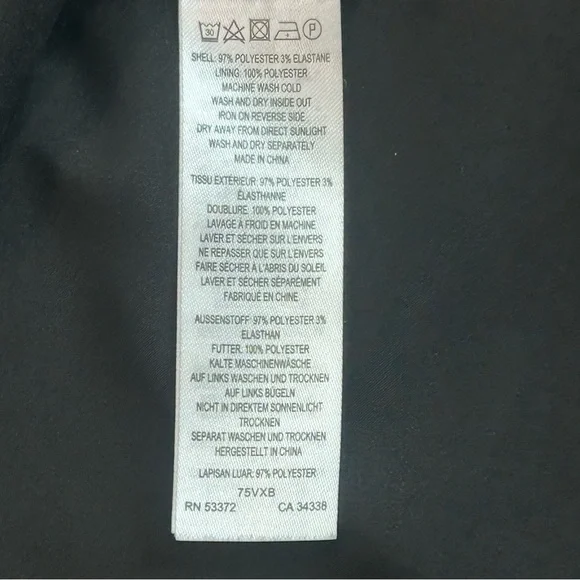 30 P
SHELL: 97% POLYESTER 3% ELASTANE
LINING: 100% POLYESTER
MACHINE WASH COLD
WASH AND DRY INSIDE OUT
IRON ON REVERSE SIDE
DRY AWAY FROM DIRECT SUNLIGHT
WASH AND DRY SEPARATELY
MADE IN CHINA
TISSU EXTÉRIEUR: 97% POLYESTER 3%
ÉLASTHANNE
DOUBLURE: 100% POLYESTER
LAVAGE À FROID EN MACHINE
LAVER ET SÉCHER SUR L'ENVERS
NE REPASSER QUE SUR L'ENVERS
FAIRE SÉCHER À L'ABRIS DU SOLEIL
LAVER ET SÉCHER SÉPARÉMENT
FABRIQUÉ EN CHINE
AUSSENSTOFF: 97% POLYESTER 3%
ELASTHAN
FUTTER: 100% POLYESTER
KALTE MASCHINENWÄSCHE
AUF LINKS WASCHEN UND TROCKNEN
AUF LINKS BÜGELN
NICHT IN DIREKTEM SONNENLICHT
TROCKNEN
SEPARAT WASCHEN UND TROCKNEN
HERGESTELLT IN CHINA
LAPISAN LUAR: 97% POLYESTER
75VXB
RN 53372 CA 34338